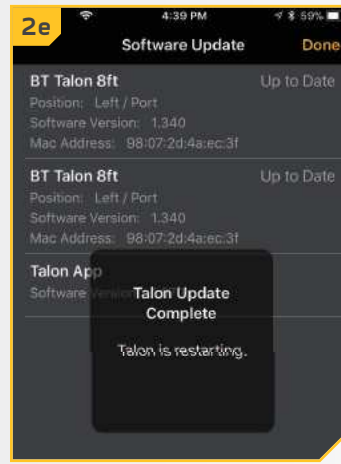 2e
4:39 PM
59%
Software Update
Done
BT Talon 8ft
Up to Date
Position: Left / Port
Software Version: 1.340
Mac Address: 98:07:2d:4a:ec:3f
BT Talon 8ft
Up to Date
Position: Left / Port
Software Version: 1.340
Mac Address: 98:07:2d:4a:ec:3f
Talon App
Software
Talon Update
Complete
Talon is restarting.